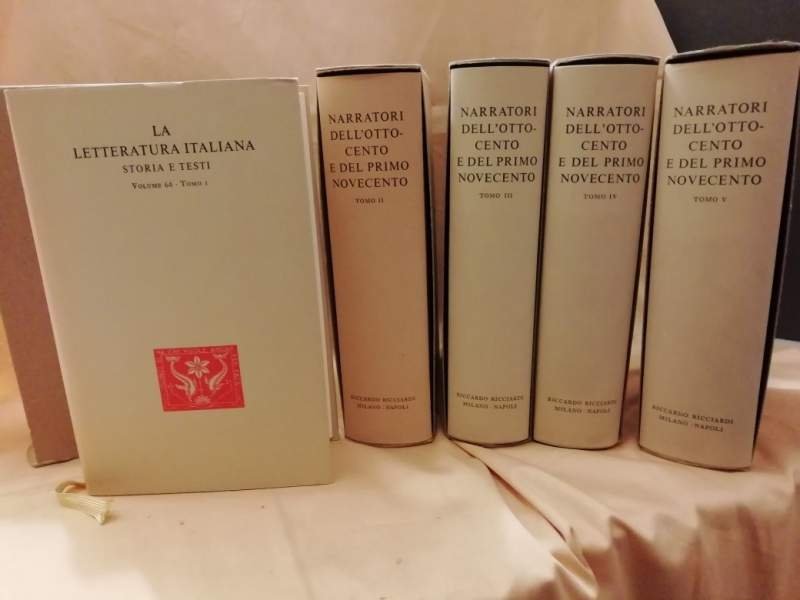 LA
LETTERATURA ITALIANA
STORIA E TESTI
VOLUME 64 - TOMO I
NARRATORI
DELL'OTTO-
CENTO
E DEL PRIMO
NOVECENTO
TOMO II
RICCARDO RICCIARDI
MILANO · NAPOLI
NARRATORI
DELL'OTTO-
CENTO
E DEL PRIMO
NOVECENTO
TOMO III
RICCARDO RICCIARDI
MILANO · NAPOLI
NARRATORI
DELL'OTTO-
CENTO
E DEL PRIMO
NOVECENTO
TOMO IV
RICCARDO RICCIARDI
MILANO · NAPOLI
NARRATORI
DELL'OTTO-
CENTO
E DEL PRIMO
NOVECENTO
TOMO V
RICCARDO RICCIARDI
MILANO · NAPOLI